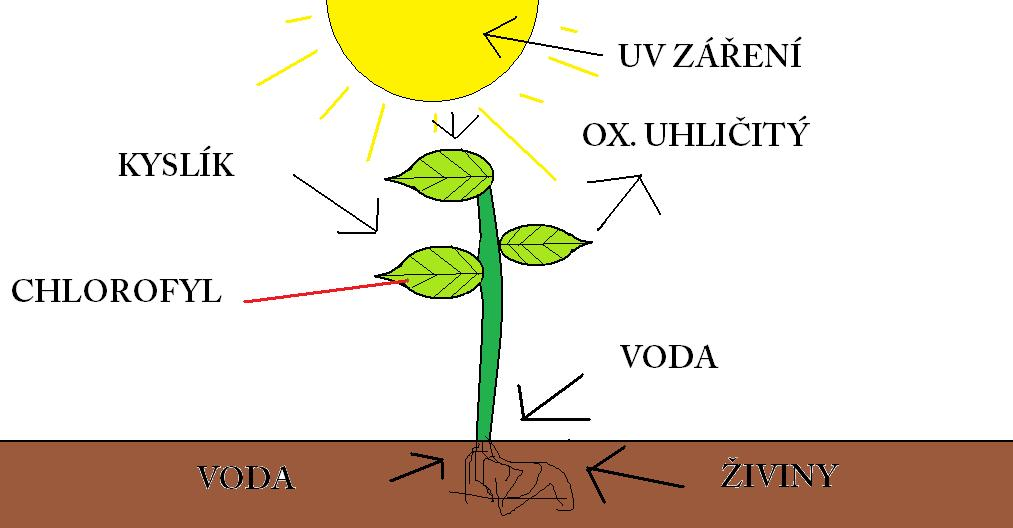 UV ZÁŘENÍ
OX. UHLIČITÝ
KYSLÍK
CHLOROFYL
VODA
VODA
ŽIVINY